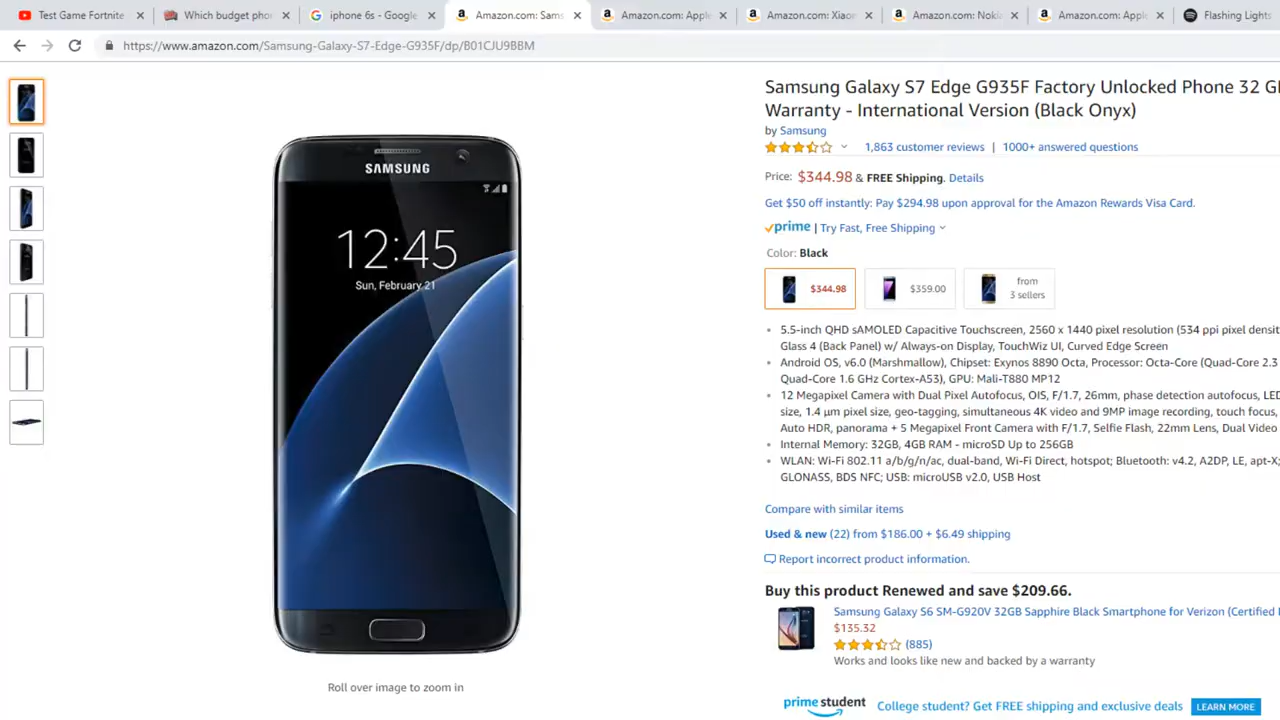 Test Game Fortnite
Which budget pho
iphone 6s - Google
Amazon.com: Sams
Amazon.com: Apple
Amazon.com: Xiaom
Amazon.com: Nokia
Amazon.com: Apple
Flashing Lights
https://www.amazon.com/Samsung-Galaxy-S7-Edge-G935F/dp/B01CJU9BBM
SAMSUNG
12:45
Sun, February 21
Roll over image to zoom in
Samsung Galaxy S7 Edge G935F Factory Unlocked Phone 32 G
Warranty - International Version (Black Onyx)
by Samsung
1,863 customer reviews | 1000+ answered questions
Price: $344.98 & FREE Shipping. Details
Get $50 off instantly: Pay $294.98 upon approval for the Amazon Rewards Visa Card.
prime | Try Fast, Free Shipping
Color: Black
$344.98
$359.00
from
3 sellers
5.5-inch QHD sAMOLED Capacitive Touchscreen, 2560 x 1440 pixel resolution (534 ppi pixel densit
Glass 4 (Back Panel) w/ Always-on Display, TouchWiz UI, Curved Edge Screen
Android OS, v6.0 (Marshmallow), Chipset: Exynos 8890 Octa, Processor: Octa-Core (Quad-Core 2.3
Quad-Core 1.6 GHz Cortex-A53), GPU: Mali-T880 MP12
12 Megapixel Camera with Dual Pixel Autofocus, OIS, F/1.7, 26mm, phase detection autofocus, LED
size, 1.4 µm pixel size, geo-tagging, simultaneous 4K video and 9MP image recording, touch focus,
Auto HDR, panorama + 5 Megapixel Front Camera with F/1.7, Selfie Flash, 22mm Lens, Dual Video
Internal Memory: 32GB, 4GB RAM - microSD Up to 256GB
WLAN: Wi-Fi 802.11 a/b/g/n/ac, dual-band, Wi-Fi Direct, hotspot; Bluetooth: v4.2, A2DP, LE, apt-X;
GLONASS, BDS NFC; USB: microUSB v2.0, USB Host
Compare with similar items
Used & new (22) from $186.00 + $6.49 shipping
Report incorrect product information.
Buy this product Renewed and save $209.66.
Samsung Galaxy S6 SM-G920V 32GB Sapphire Black Smartphone for Verizon (Certified
$135.32
(885)
Works and looks like new and backed by a warranty
prime student College student? Get FREE shipping and exclusive deals LEARN MORE